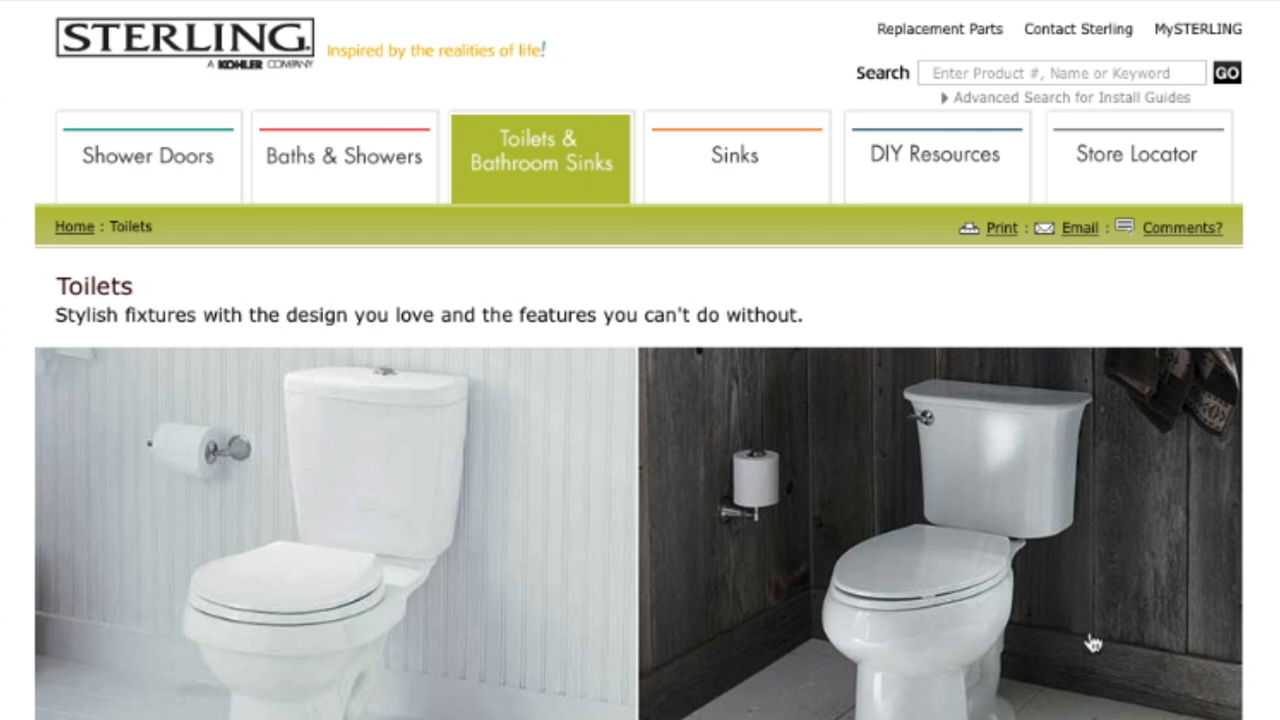 STERLING.
A KOHLER COMPANY
Inspired by the realities of life!
Replacement Parts Contact Sterling MySTERLING
Search Enter Product #, Name or Keyword GO
Advanced Search for Install Guides
Shower Doors
Baths & Showers
Toilets &
Bathroom Sinks
Sinks
DIY Resources
Store Locator
Home : Toilets
Print : Email : Comments?
Toilets
Stylish fixtures with the design you love and the features you can't do without.